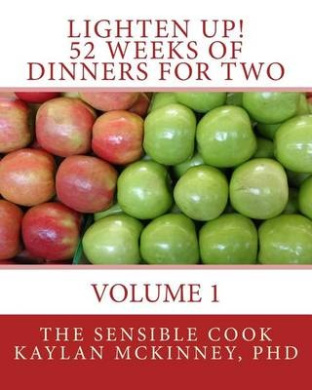 LIGHTEN UP!
52 WEEKS OF
DINNERS FOR TWO
VOLUME 1
THE SENSIBLE COOK
KAYLAN MCKINNEY, PHD